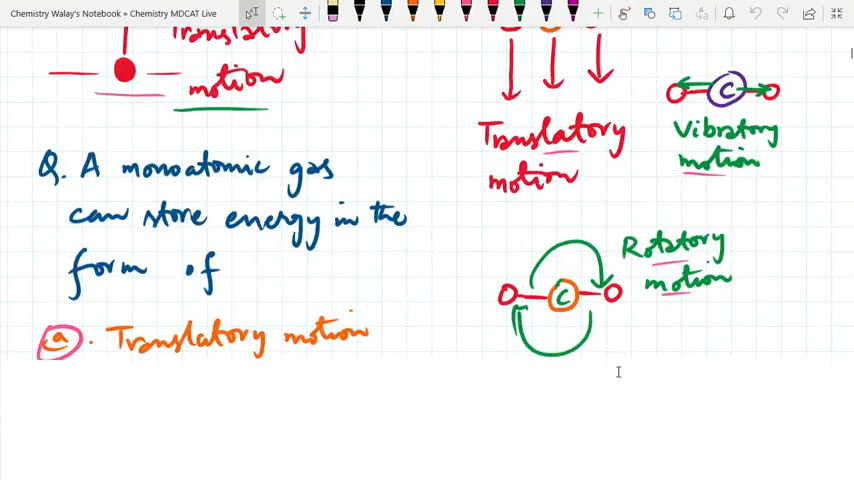 Chemistry Walay's Notebook » Chemistry MDCAT Live
Translatory
motion
Q. A monoatomic gas
can store energy in the
form of
a. Translatory motion
Translatory
motion
C
Vibratory
motion
Rotatory
motion
C